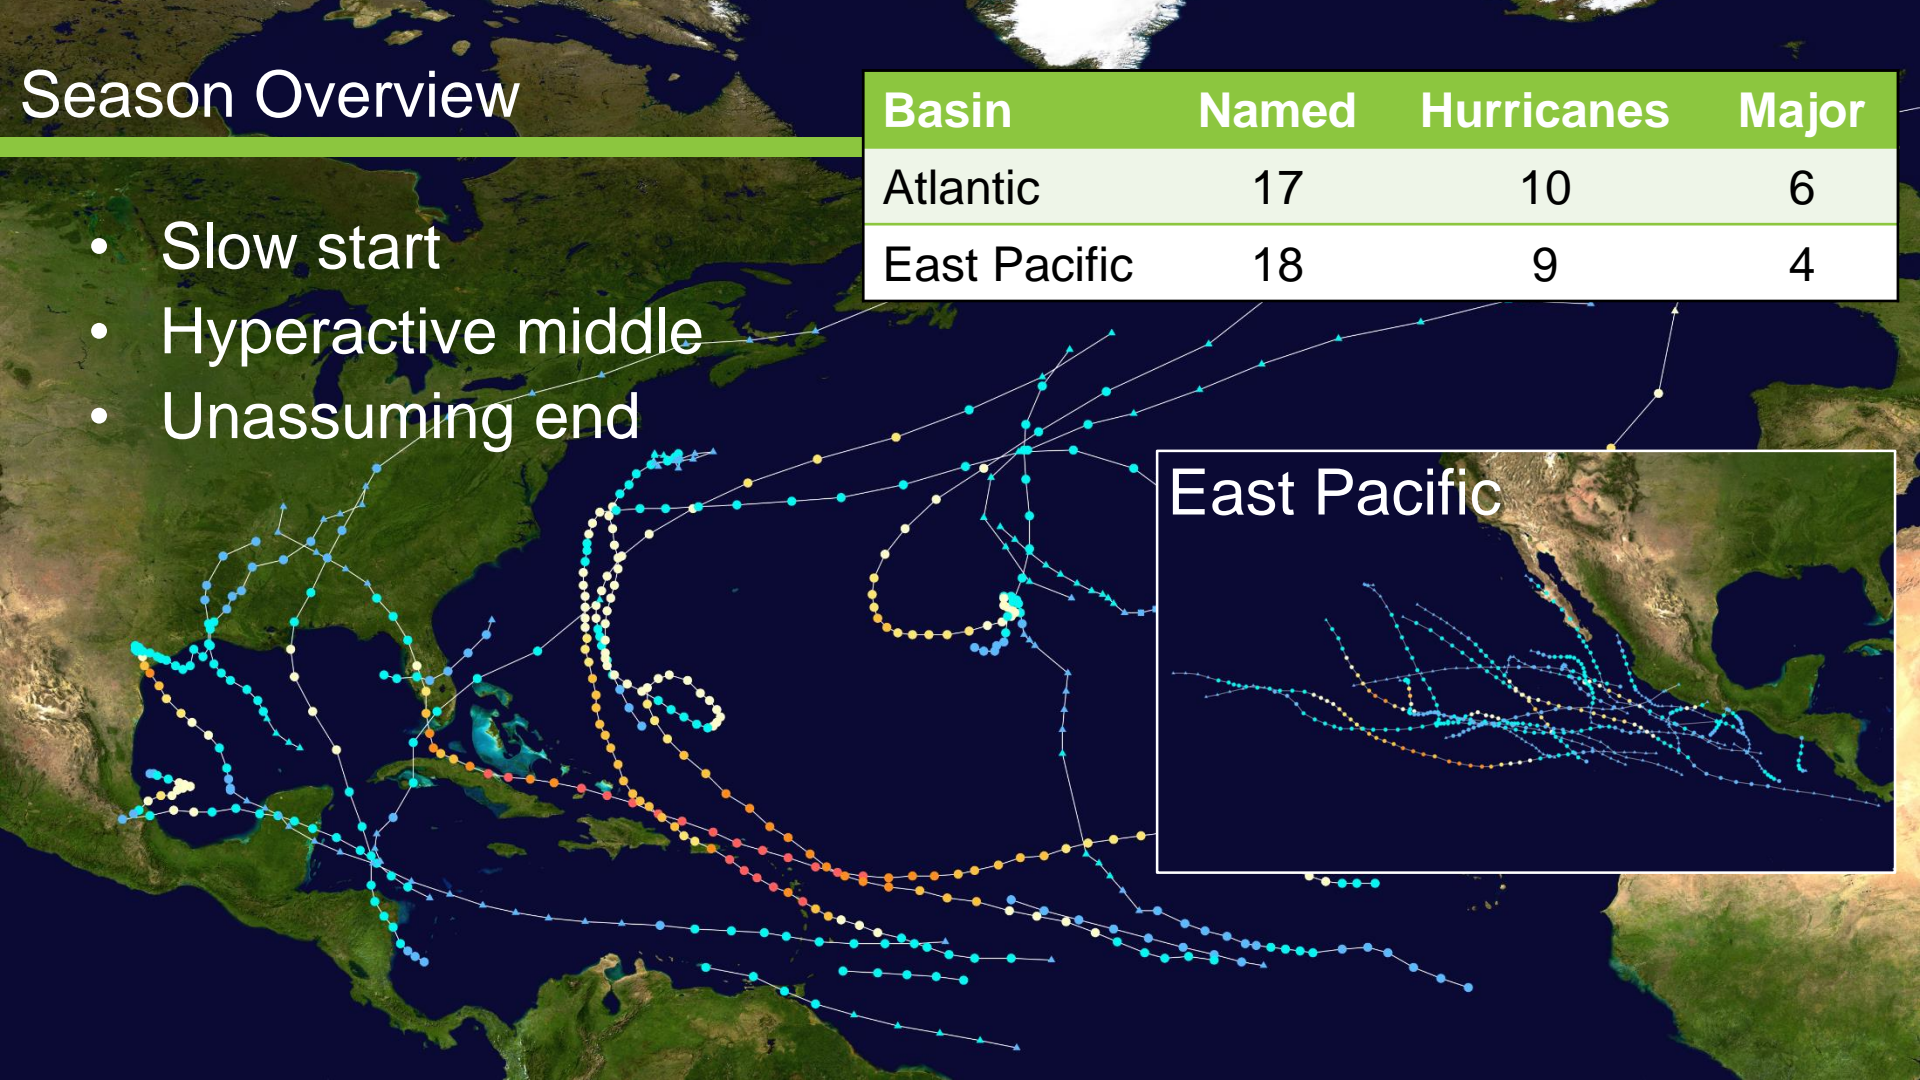 Season Overview
• Slow start
• Hyperactive middle
• Unassuming end
Basin Named Hurricanes Major
Atlantic 17 10 6
East Pacific 18 9 4
East Pacific